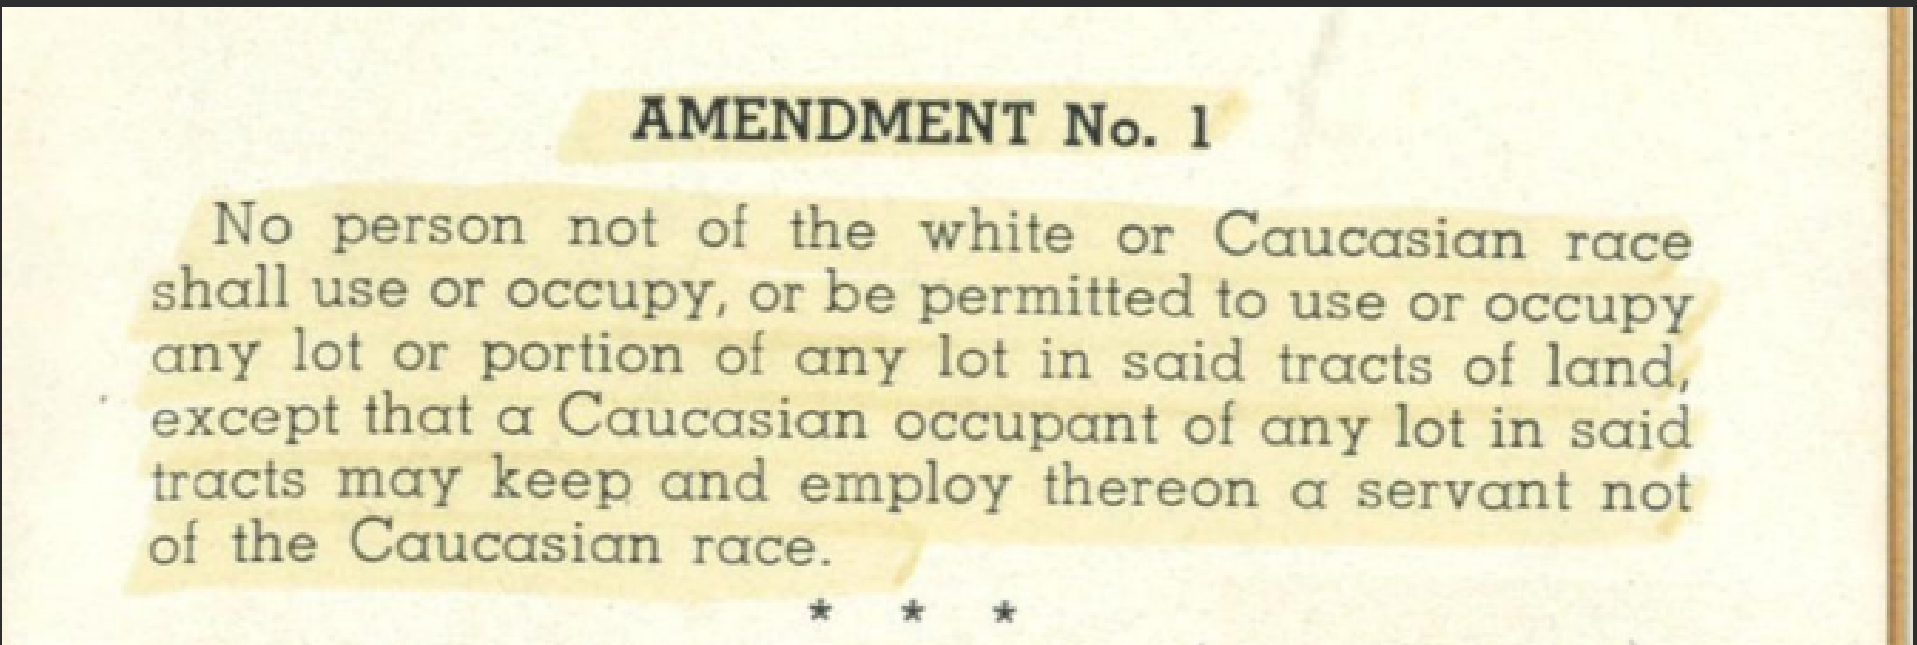 AMENDMENT No. 1
No person not of the white or Caucasian race
shall use or occupy, or be permitted to use or occupy
any lot or portion of any lot in said tracts of land,
except that a Caucasian occupant of any lot in said
tracts may keep and employ thereon a servant not
of the Caucasian race.
* * *